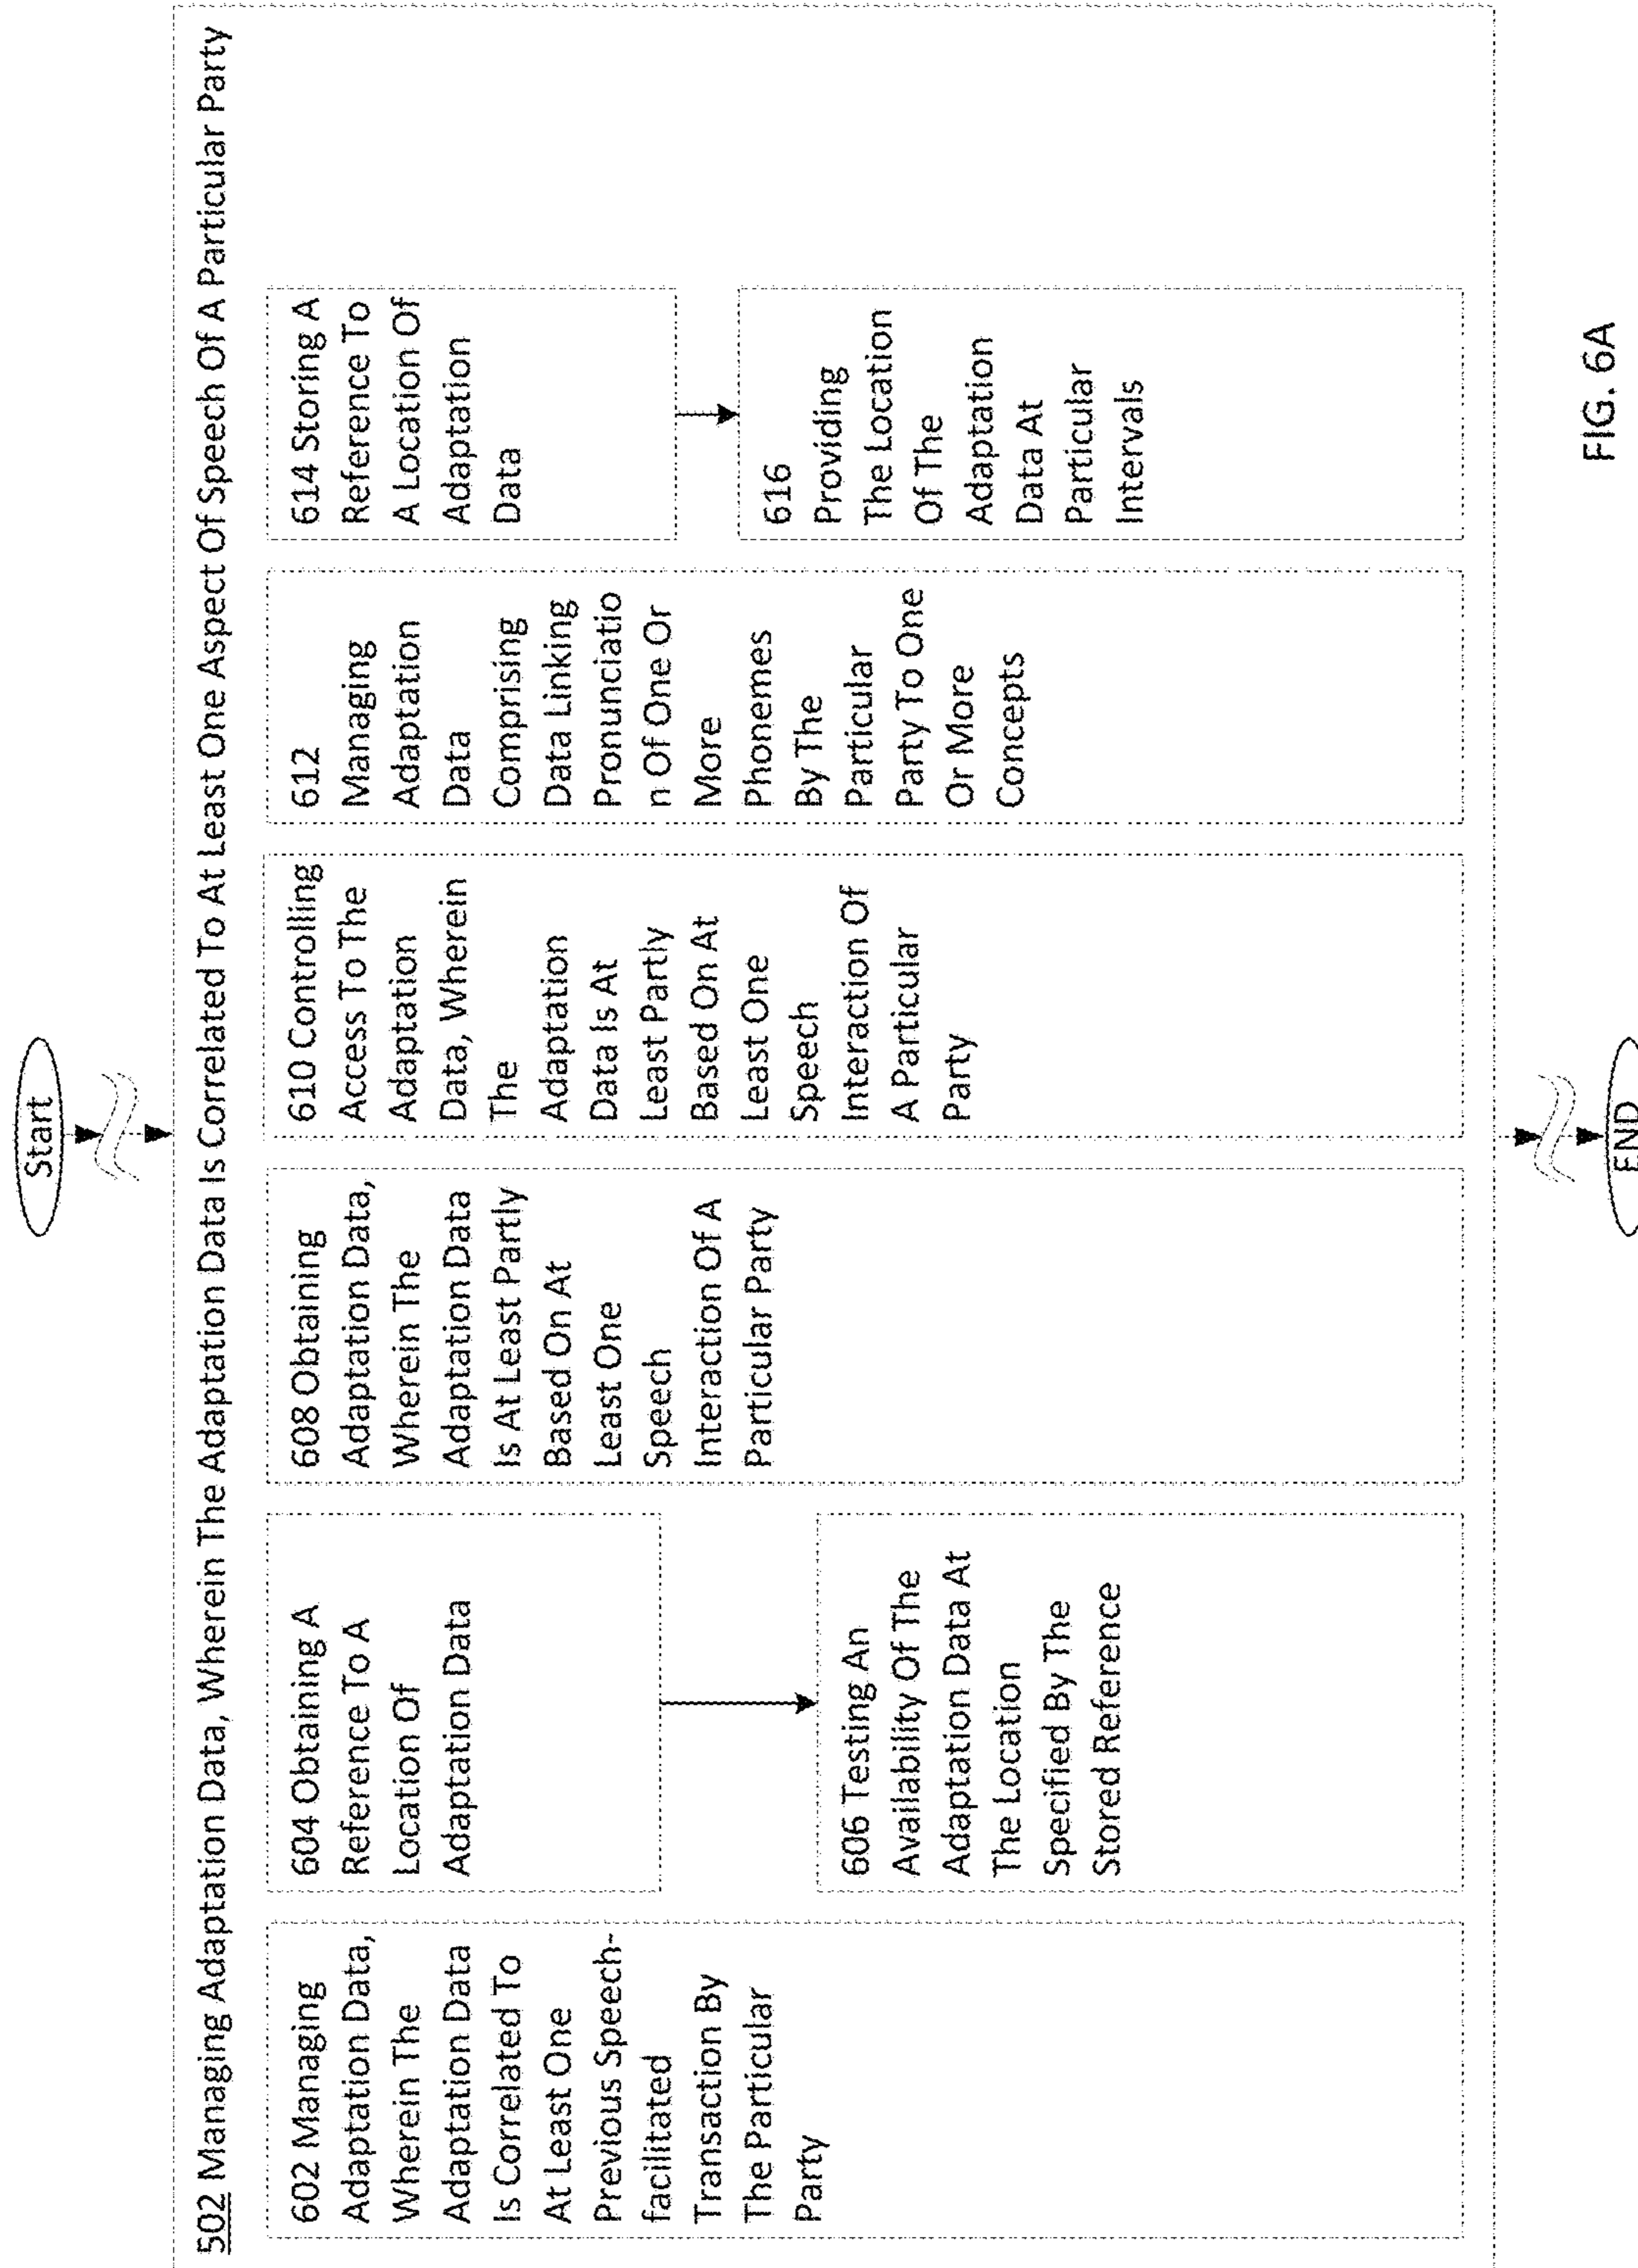 Start
502 Managing Adaptation Data, Wherein The Adaptation Data Is Correlated To At Least One Aspect Of Speech Of A Particular Party
602 Managing
Adaptation Data,
Wherein The
Adaptation Data
Is Correlated To
At Least One
Previous Speech-
facilitated
Transaction By
The Particular
Party
604 Obtaining A
Reference To A
Location Of
Adaptation Data
606 Testing An
Availability Of The
Adaptation Data At
The Location
Specified By The
Stored Reference
608 Obtaining
Adaptation Data,
Wherein The
Adaptation Data
Is At Least Partly
Based On At
Least One
Speech
Interaction Of A
Particular Party
610 Controlling
Access To The
Adaptation
Data, Wherein
The
Adaptation
Data Is At
Least Partly
Based On At
Least One
Speech
Interaction Of
A Particular
Party
612
Managing
Adaptation
Data
Comprising
Data Linking
Pronunciatio
n Of One Or
More
Phonemes
By The
Particular
Party To One
Or More
Concepts
614 Storing A
Reference To
A Location Of
Adaptation
Data
616
Providing
The Location
Of The
Adaptation
Data At
Particular
Intervals
END
FIG. 6A